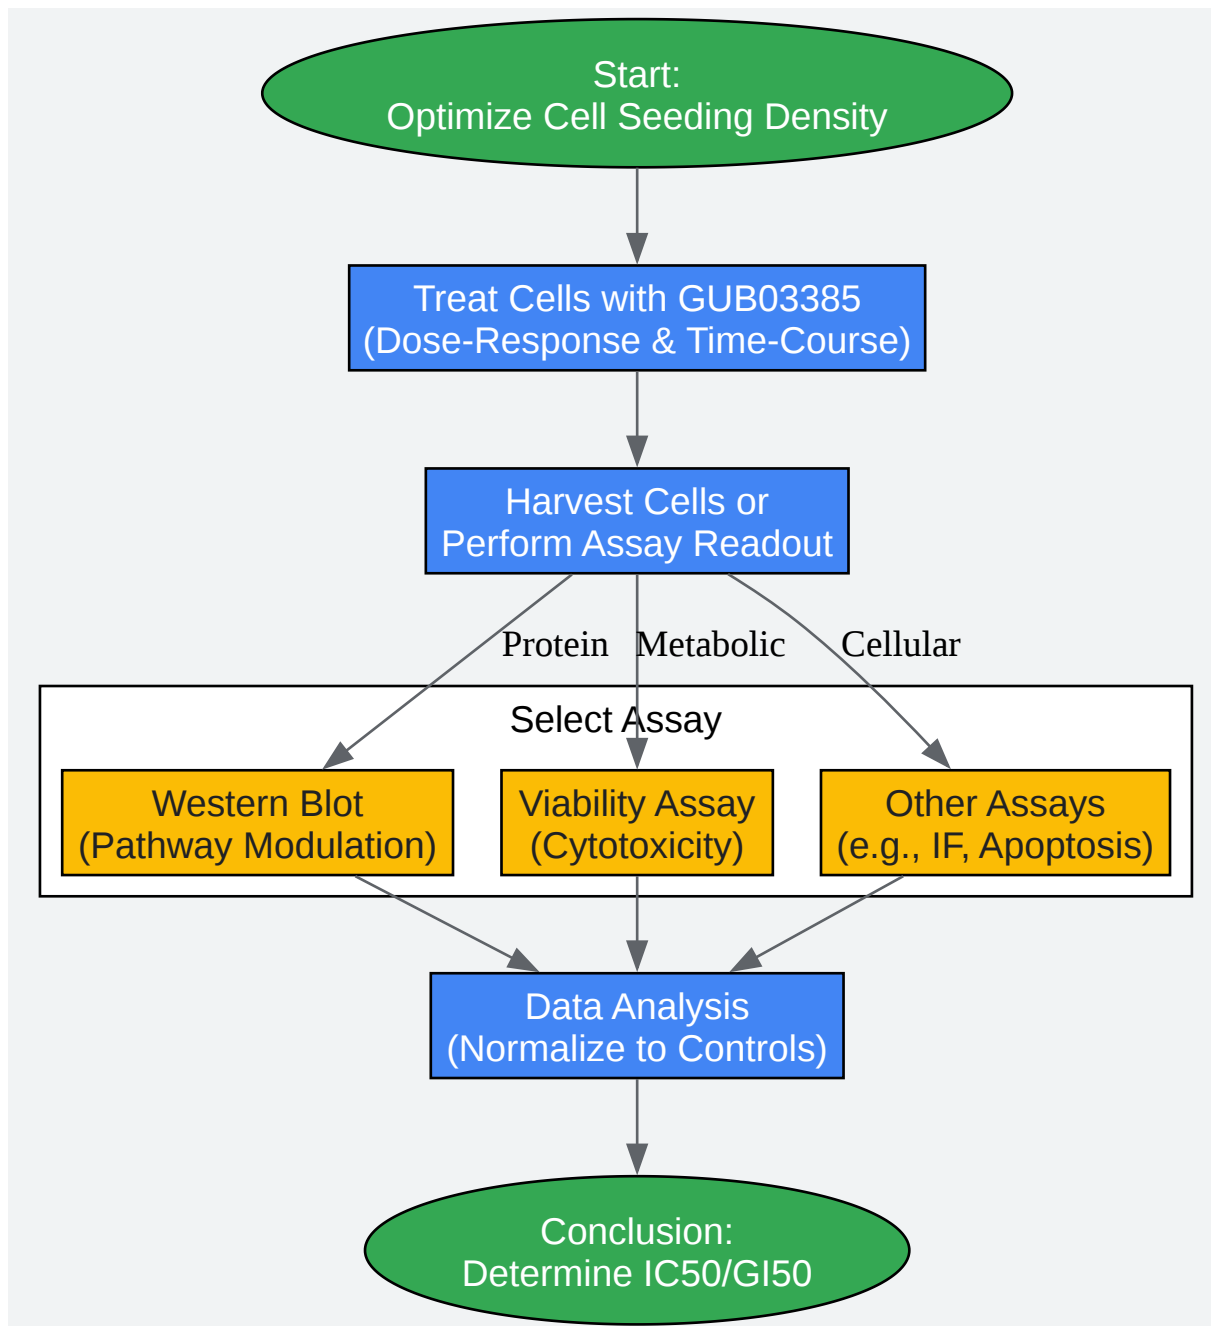 Start:
Optimize Cell Seeding Density
Treat Cells with GUB03385
(Dose-Response & Time-Course)
Harvest Cells or
Perform Assay Readout
Protein
Metabolic
Cellular
Select Assay
Western Blot
(Pathway Modulation)
Viability Assay
(Cytotoxicity)
Other Assays
(e.g., IF, Apoptosis)
Data Analysis
(Normalize to Controls)
Conclusion:
Determine IC50/GI50